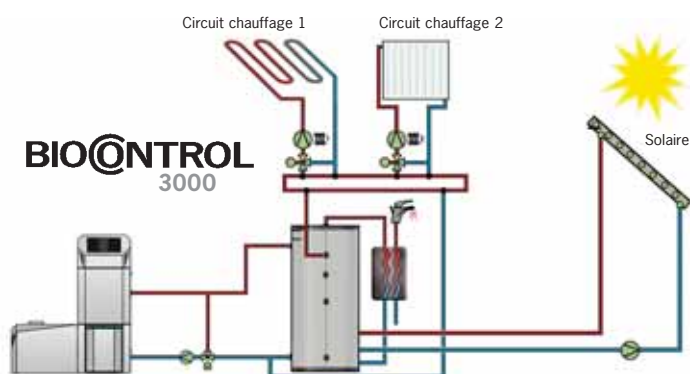 Circuit chauffage 1
Circuit chauffage 2
Solaire
BIOCONTROL
3000